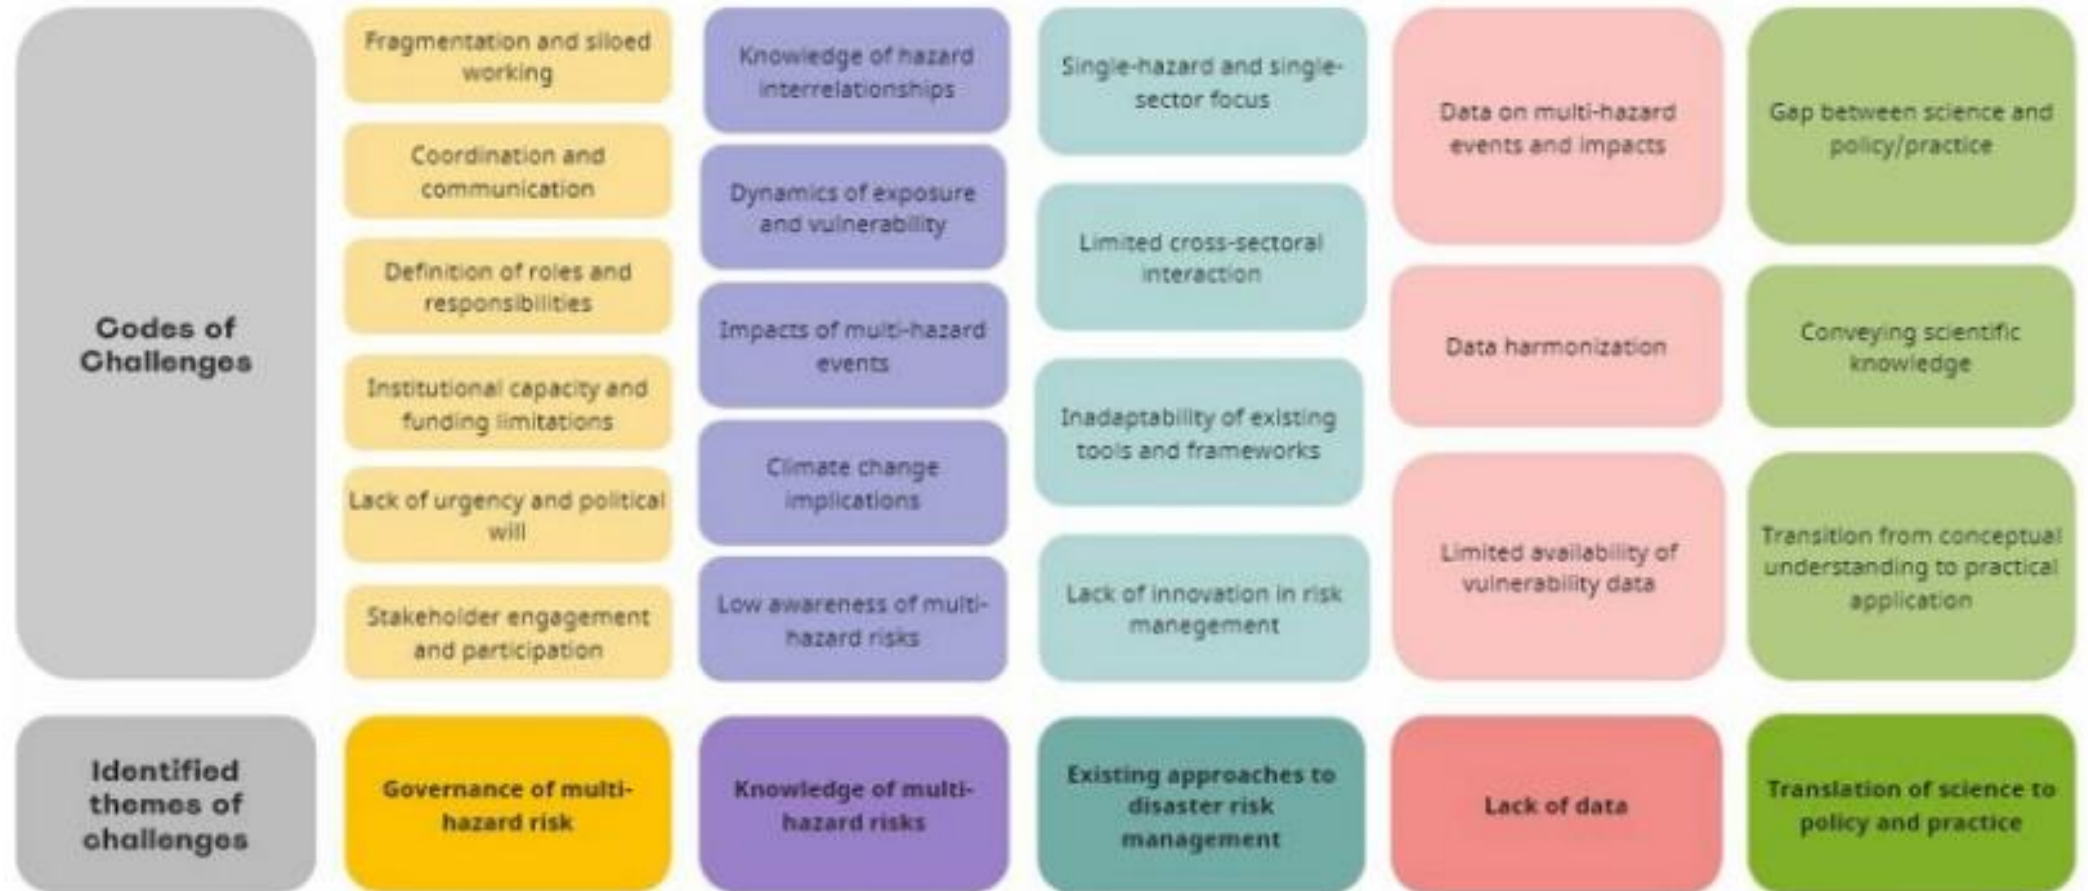 Codes of
Challenges
Fragmentation and siloed
working
Coordination and
communication
Definition of roles and
responsibilities
Institutional capacity and
funding limitations
Lack of urgency and political
will
Stakeholder engagement
and participation
Knowledge of hazard
interrelationships
Dynamics of exposure
and vulnerability
Impacts of multi-hazard
events
Climate change
implications
Low awareness of multi-
hazard risks
Single-hazard and single-
sector focus
Limited cross-sectoral
interaction
Inadaptability of existing
tools and frameworks
Lack of innovation in risk
manegement
Data on multi-hazard
events and impacts
Data harmonization
Limited availability of
vulnerability data
Gap between science and
policy/practice
Conveying scientific
knowledge
Transition from conceptual
understanding to practical
application
Identified
themes of
challenges
Governance of multi-
hazard risk
Knowledge of multi-
hazard risks
Existing approaches to
disaster risk
management
Lack of data
Translation of science to
policy and practice